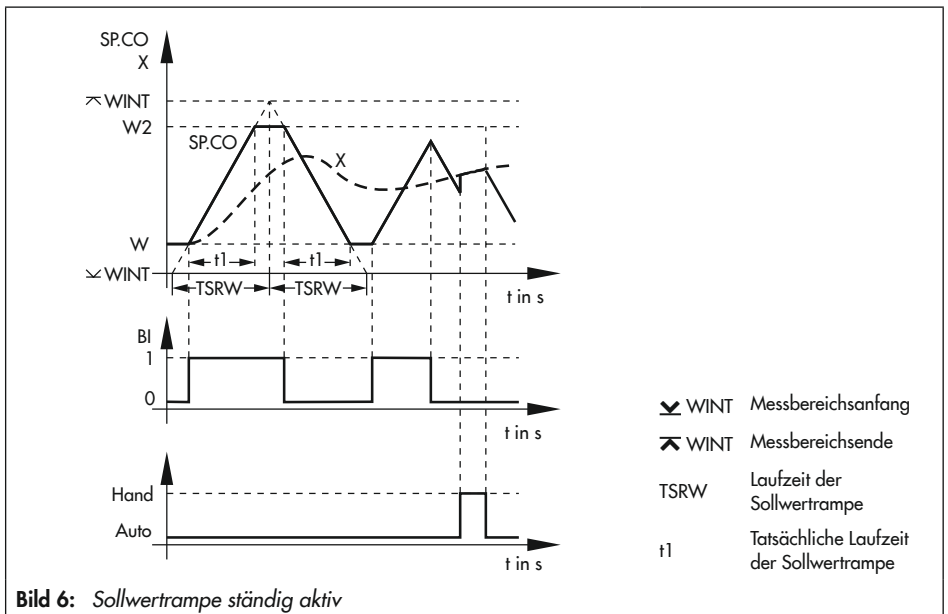 SP.CO
X
⊼ WINT
W2
SP.CO
X
W
t1
t1
⊻ WINT
TSRW
TSRW
t in s
BI
1
0
t in s
Hand
Auto
t in s
⊻ WINT Messbereichsanfang
⊼ WINT Messbereichsende
TSRW Laufzeit der
Sollwertrampe
t1 Tatsächliche Laufzeit
der Sollwertrampe
Bild 6: Sollwertrampe ständig aktiv